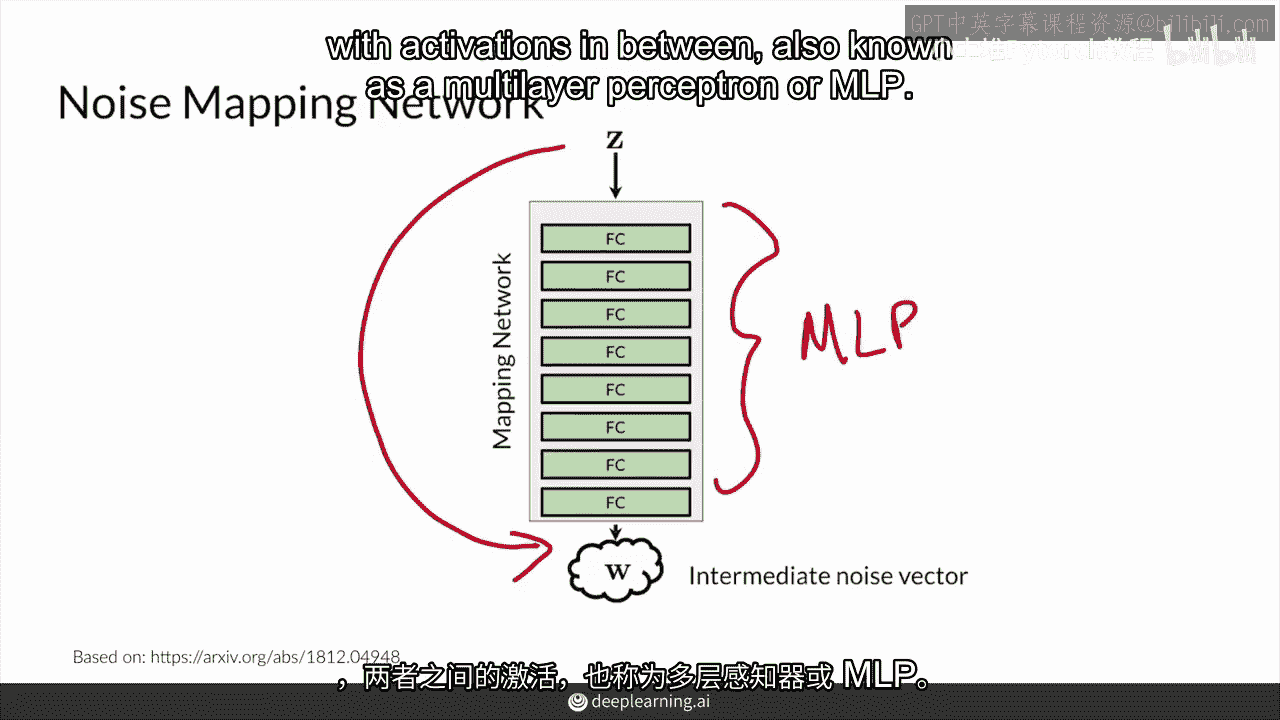 GPT中英字幕课程资源@bilibili.com
with activations in between, also known
as a multilayer perceptron or MLP.
Noise Mapping Network
z
Mapping Network
FC
FC
FC
FC
FC
FC
FC
FC
MLP
w
Intermediate noise vector
Based on: https://arxiv.org/abs/1812.04948
，两者之间的激活，也称为多层感知器或 MLP。
deeplearning.ai